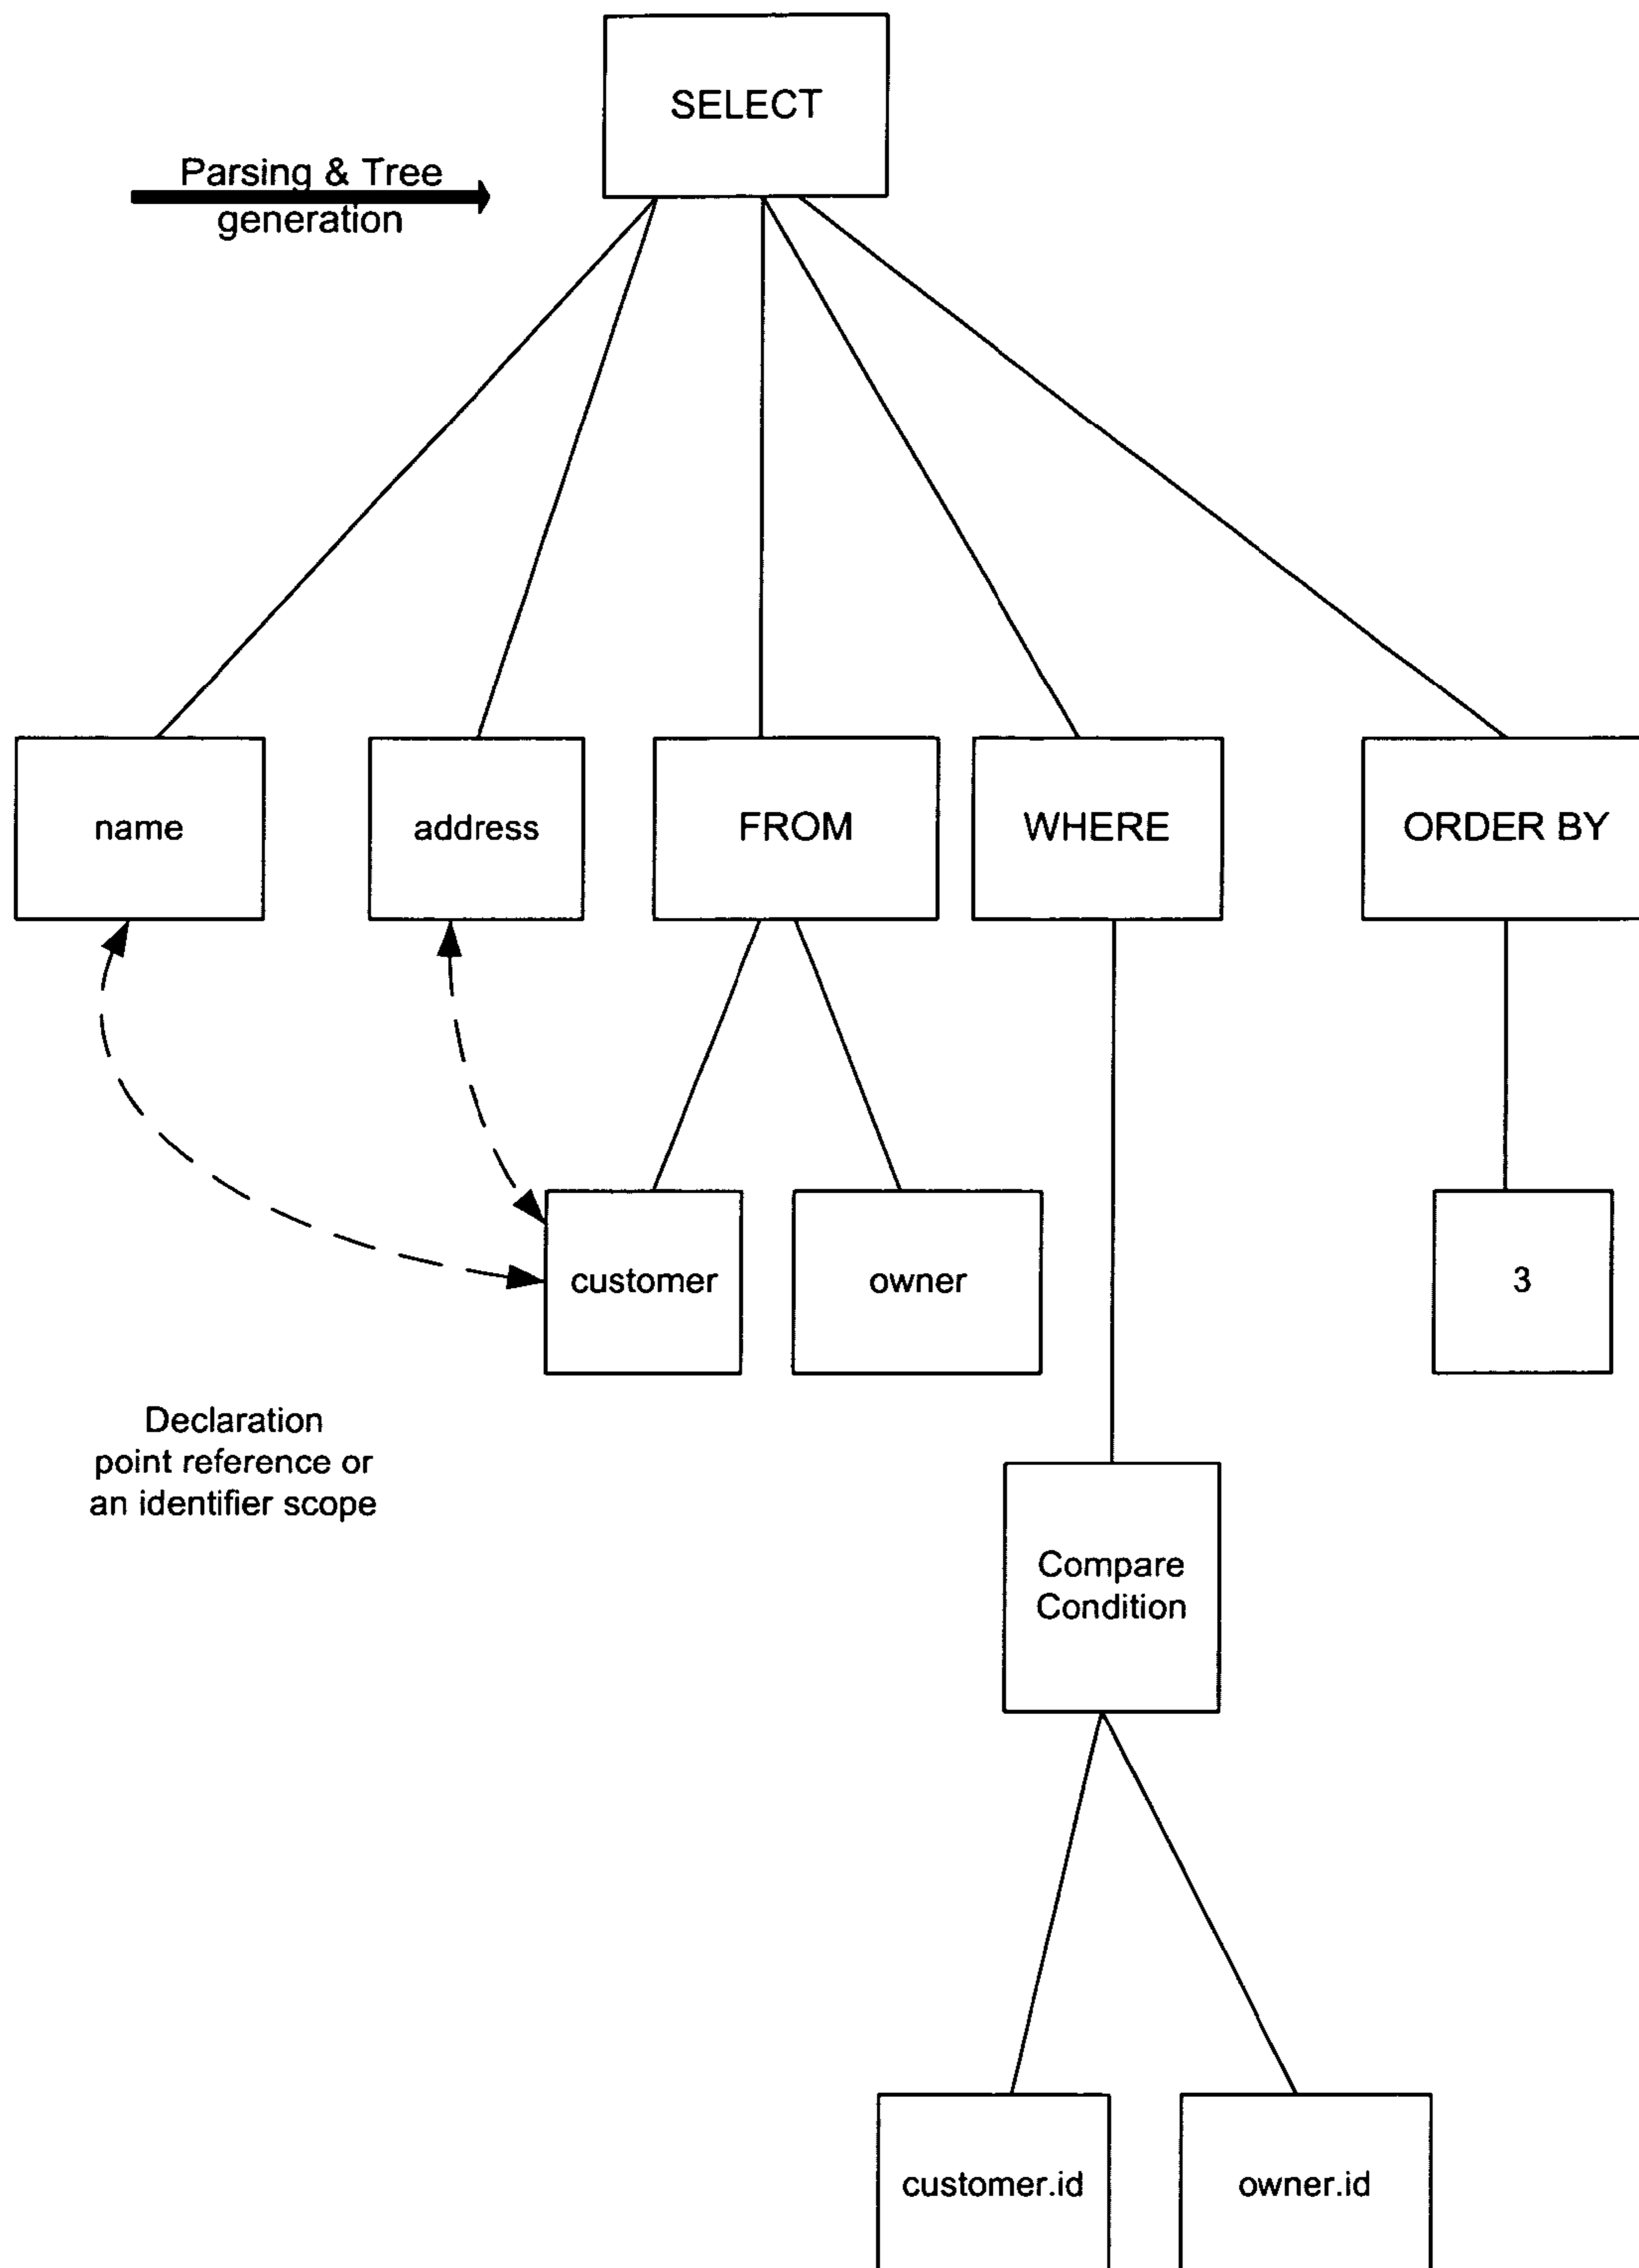 SELECT
Parsing & Tree
generation
name
address
FROM
WHERE
ORDER BY
customer
owner
3
Declaration
point reference or
an identifier scope
Compare
Condition
customer.id
owner.id